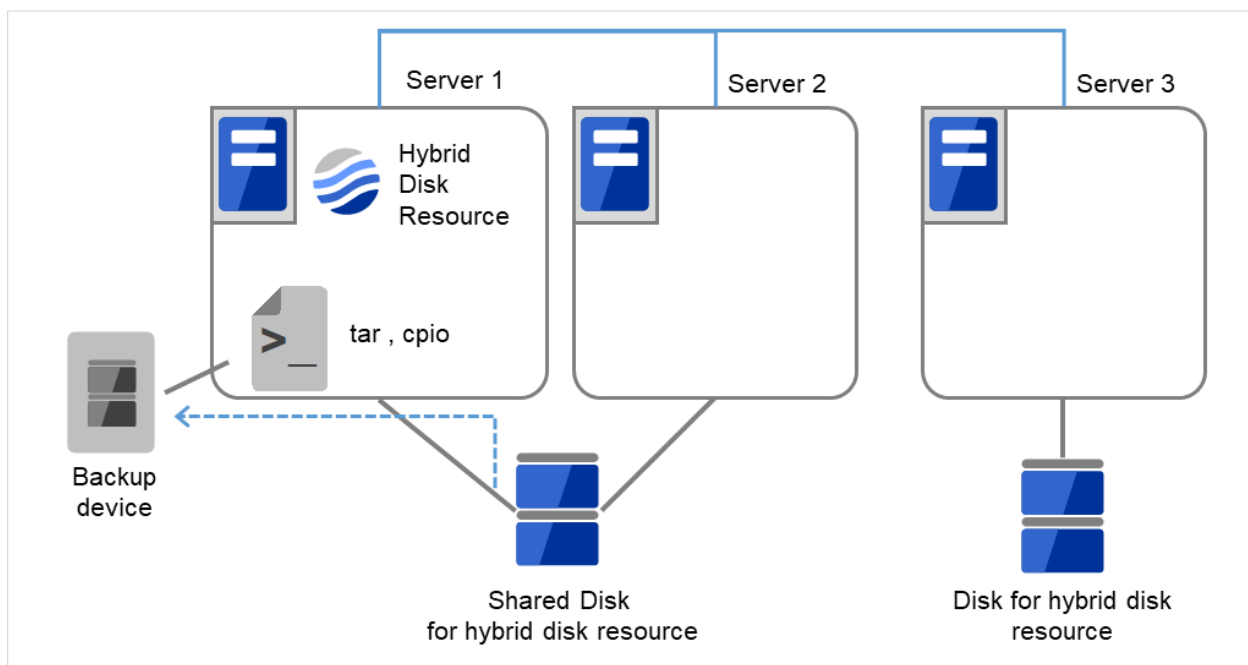 Server 1
Server 2
Server 3
Hybrid
Disk
Resource
>_
tar , cpio
Backup
device
Shared Disk
for hybrid disk resource
Disk for hybrid disk
resource